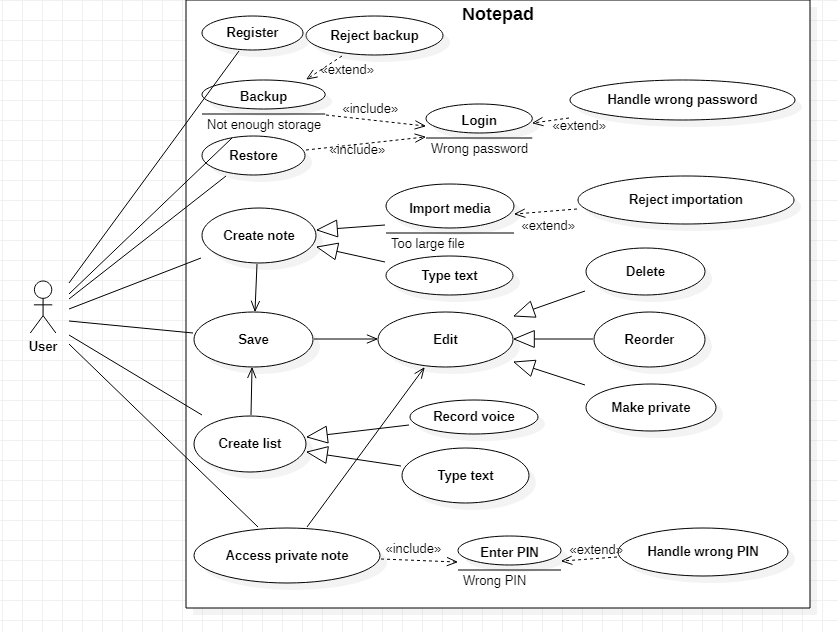 Notepad
Register
Reject backup
«extend»
Backup
Not enough storage
«include»
Login
Wrong password
Handle wrong password
«extend»
Restore
«include»
Create note
Import media
Too large file
Reject importation
«extend»
Type text
Delete
User
Save
Edit
Reorder
Make private
Create list
Record voice
Type text
Access private note
«include»
Enter PIN
Wrong PIN
«extend»
Handle wrong PIN